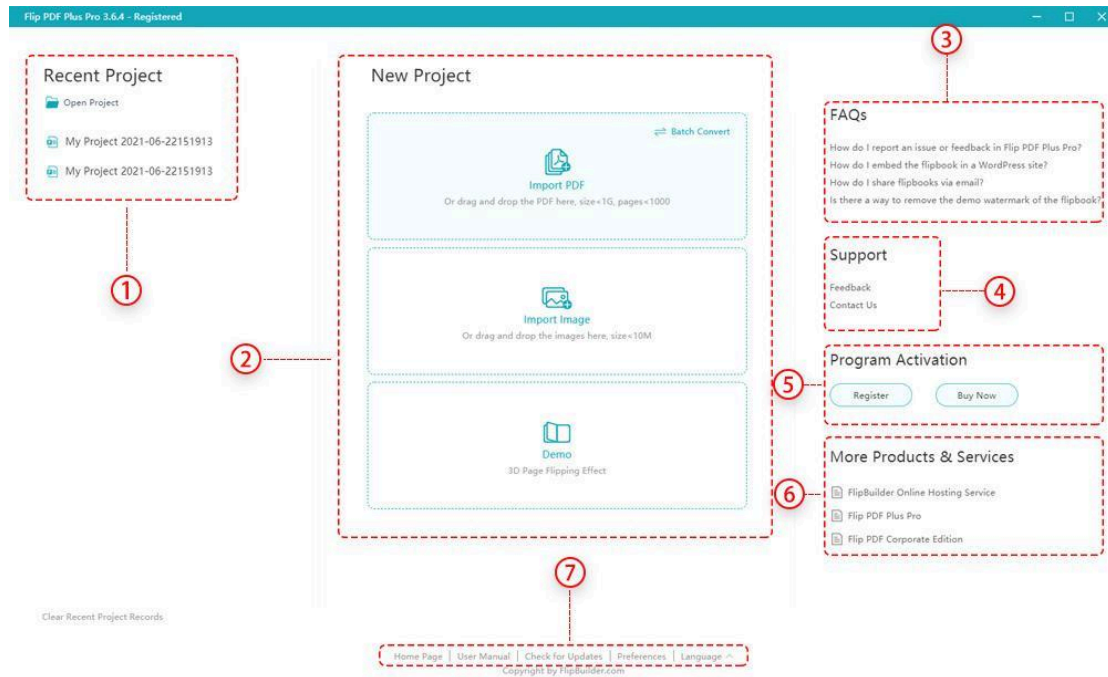 Flip PDF Plus Pro 3.6.4 - Registered
Recent Project
Open Project
My Project 2021-06-22151913
My Project 2021-06-22151913
1
Clear Recent Project Records
2
New Project
Batch Convert
Import PDF
Or drag and drop the PDF here, size<1G, pages<1000
Import Image
Or drag and drop the images here, size<10M
Demo
3D Page Flipping Effect
3
FAQs
How do I report an issue or feedback in Flip PDF Plus Pro?
How do I embed the flipbook in a WordPress site?
How do I share flipbooks via email?
Is there a way to remove the demo watermark of the flipbook?
Support
Feedback
Contact Us
4
5
Program Activation
Register
Buy Now
6
More Products & Services
FlipBuilder Online Hosting Service
Flip PDF Plus Pro
Flip PDF Corporate Edition
7
Home Page | User Manual | Check for Updates | Preferences | Language
Copyright by FlipBuilder.com